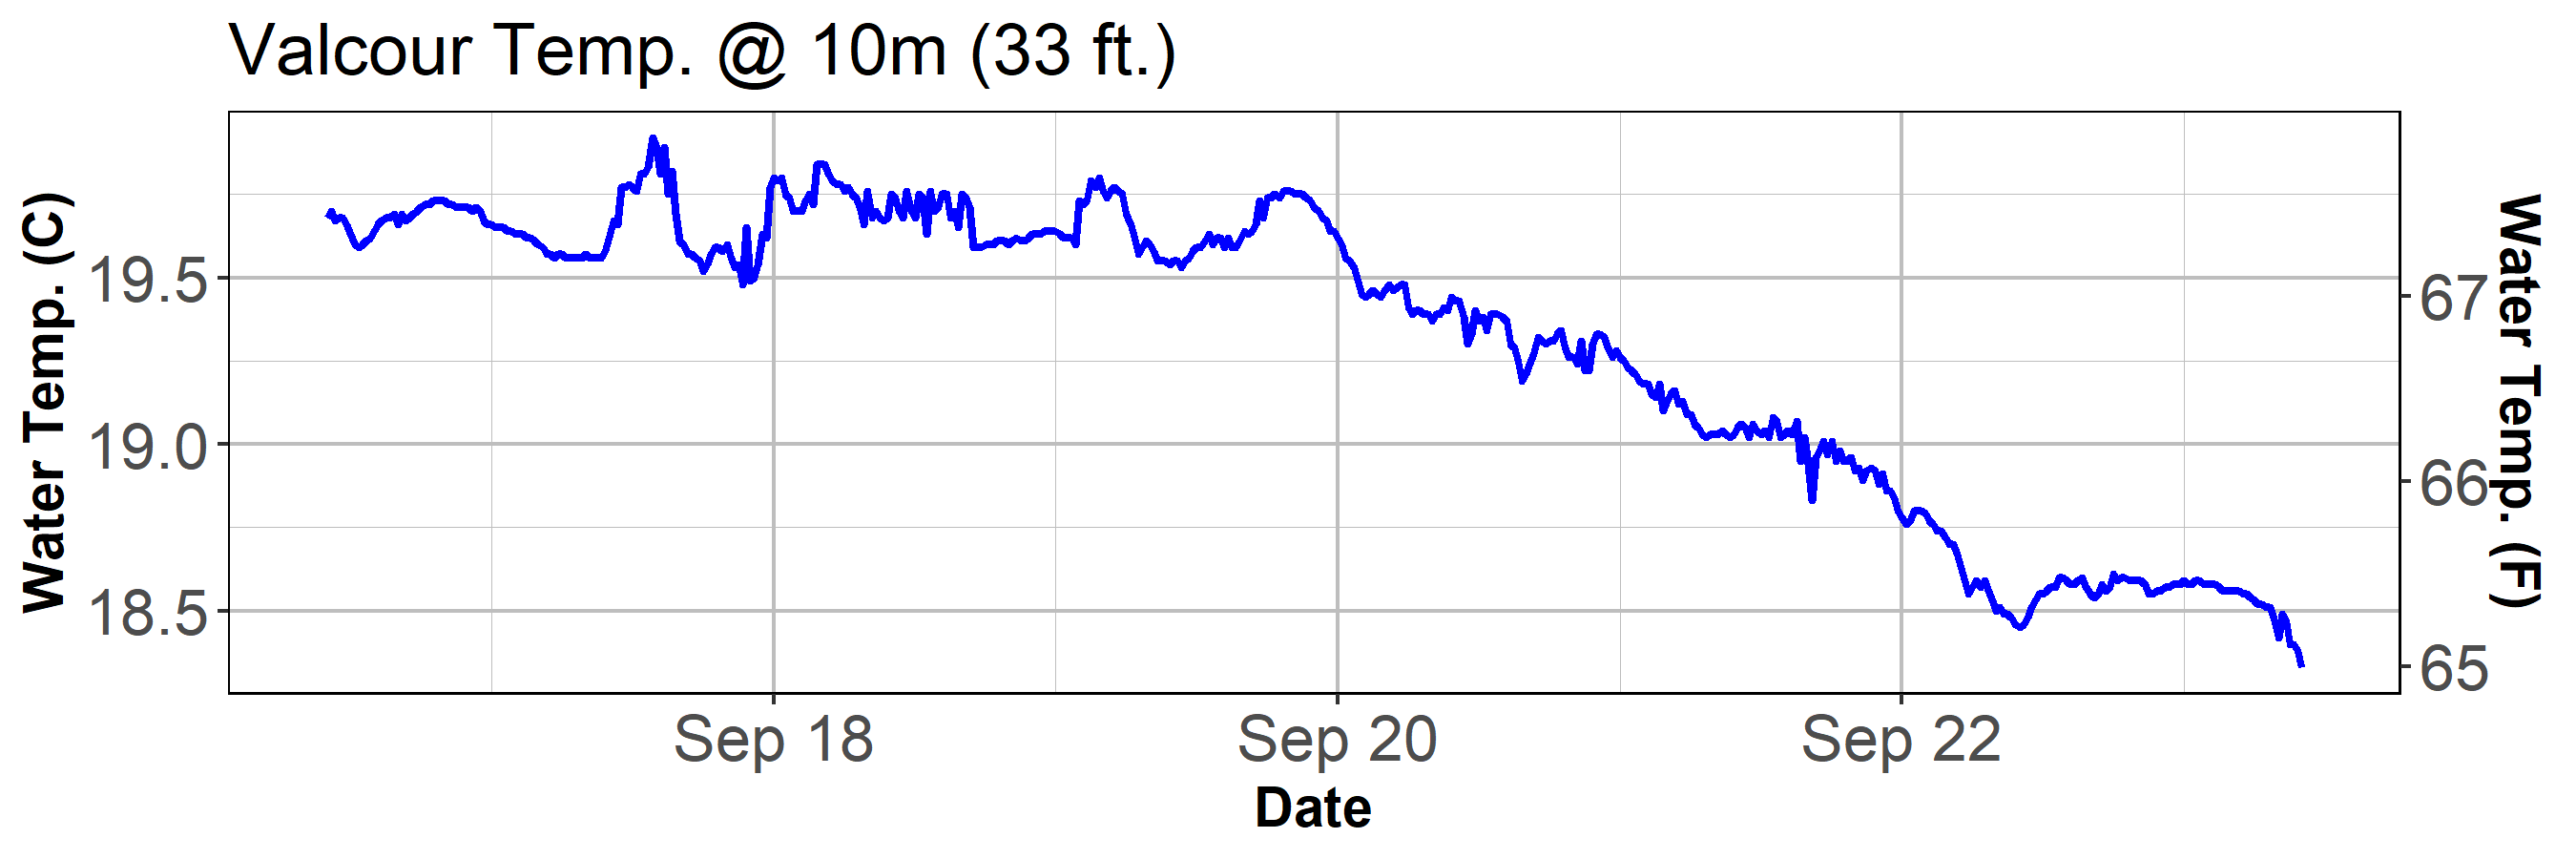 Valcour Temp. @ 10m (33 ft.)
Water Temp. (C)
19.5
19.0
18.5
67
66
65
Water Temp. (F)
Sep 18
Sep 20
Sep 22
Date